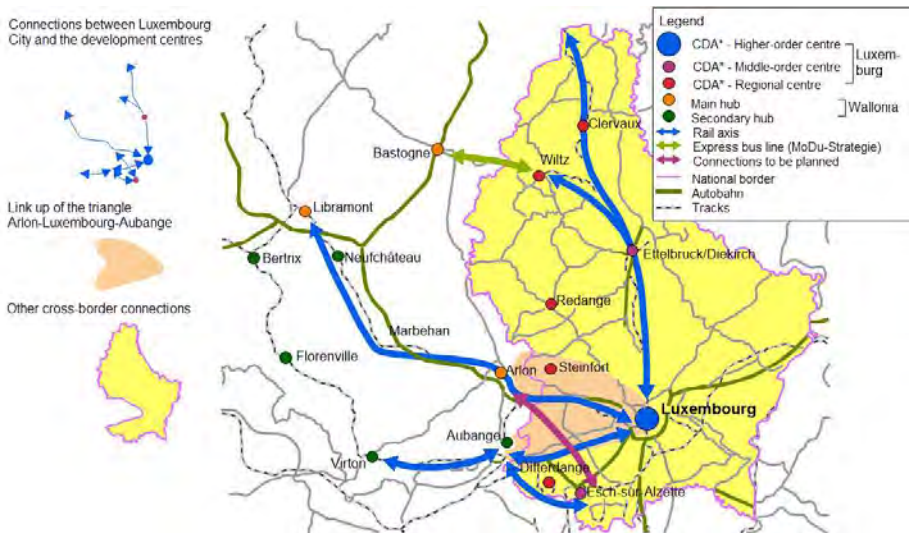 Connections between Luxembourg
City and the development centres
Link up of the triangle
Arlon-Luxembourg-Aubange
Other cross-border connections
Legend
CDA* - Higher-order centre
CDA* - Middle-order centre
CDA* - Regional centre
Luxem-
burg
Main hub
Secondary hub
Wallonia
Rail axis
Express bus line (MoDu-Strategie)
Connections to be planned
National border
Autobahn
Tracks
Clervaux
Bastogne
Wiltz
Libramont
Bertrix
Neufchâteau
Ettelbruck/Diekirch
Redange
Marbehan
Florenville
Arlon
Steinfort
Luxembourg
Aubange
Virton
Differdange
Esch-sur-Alzette